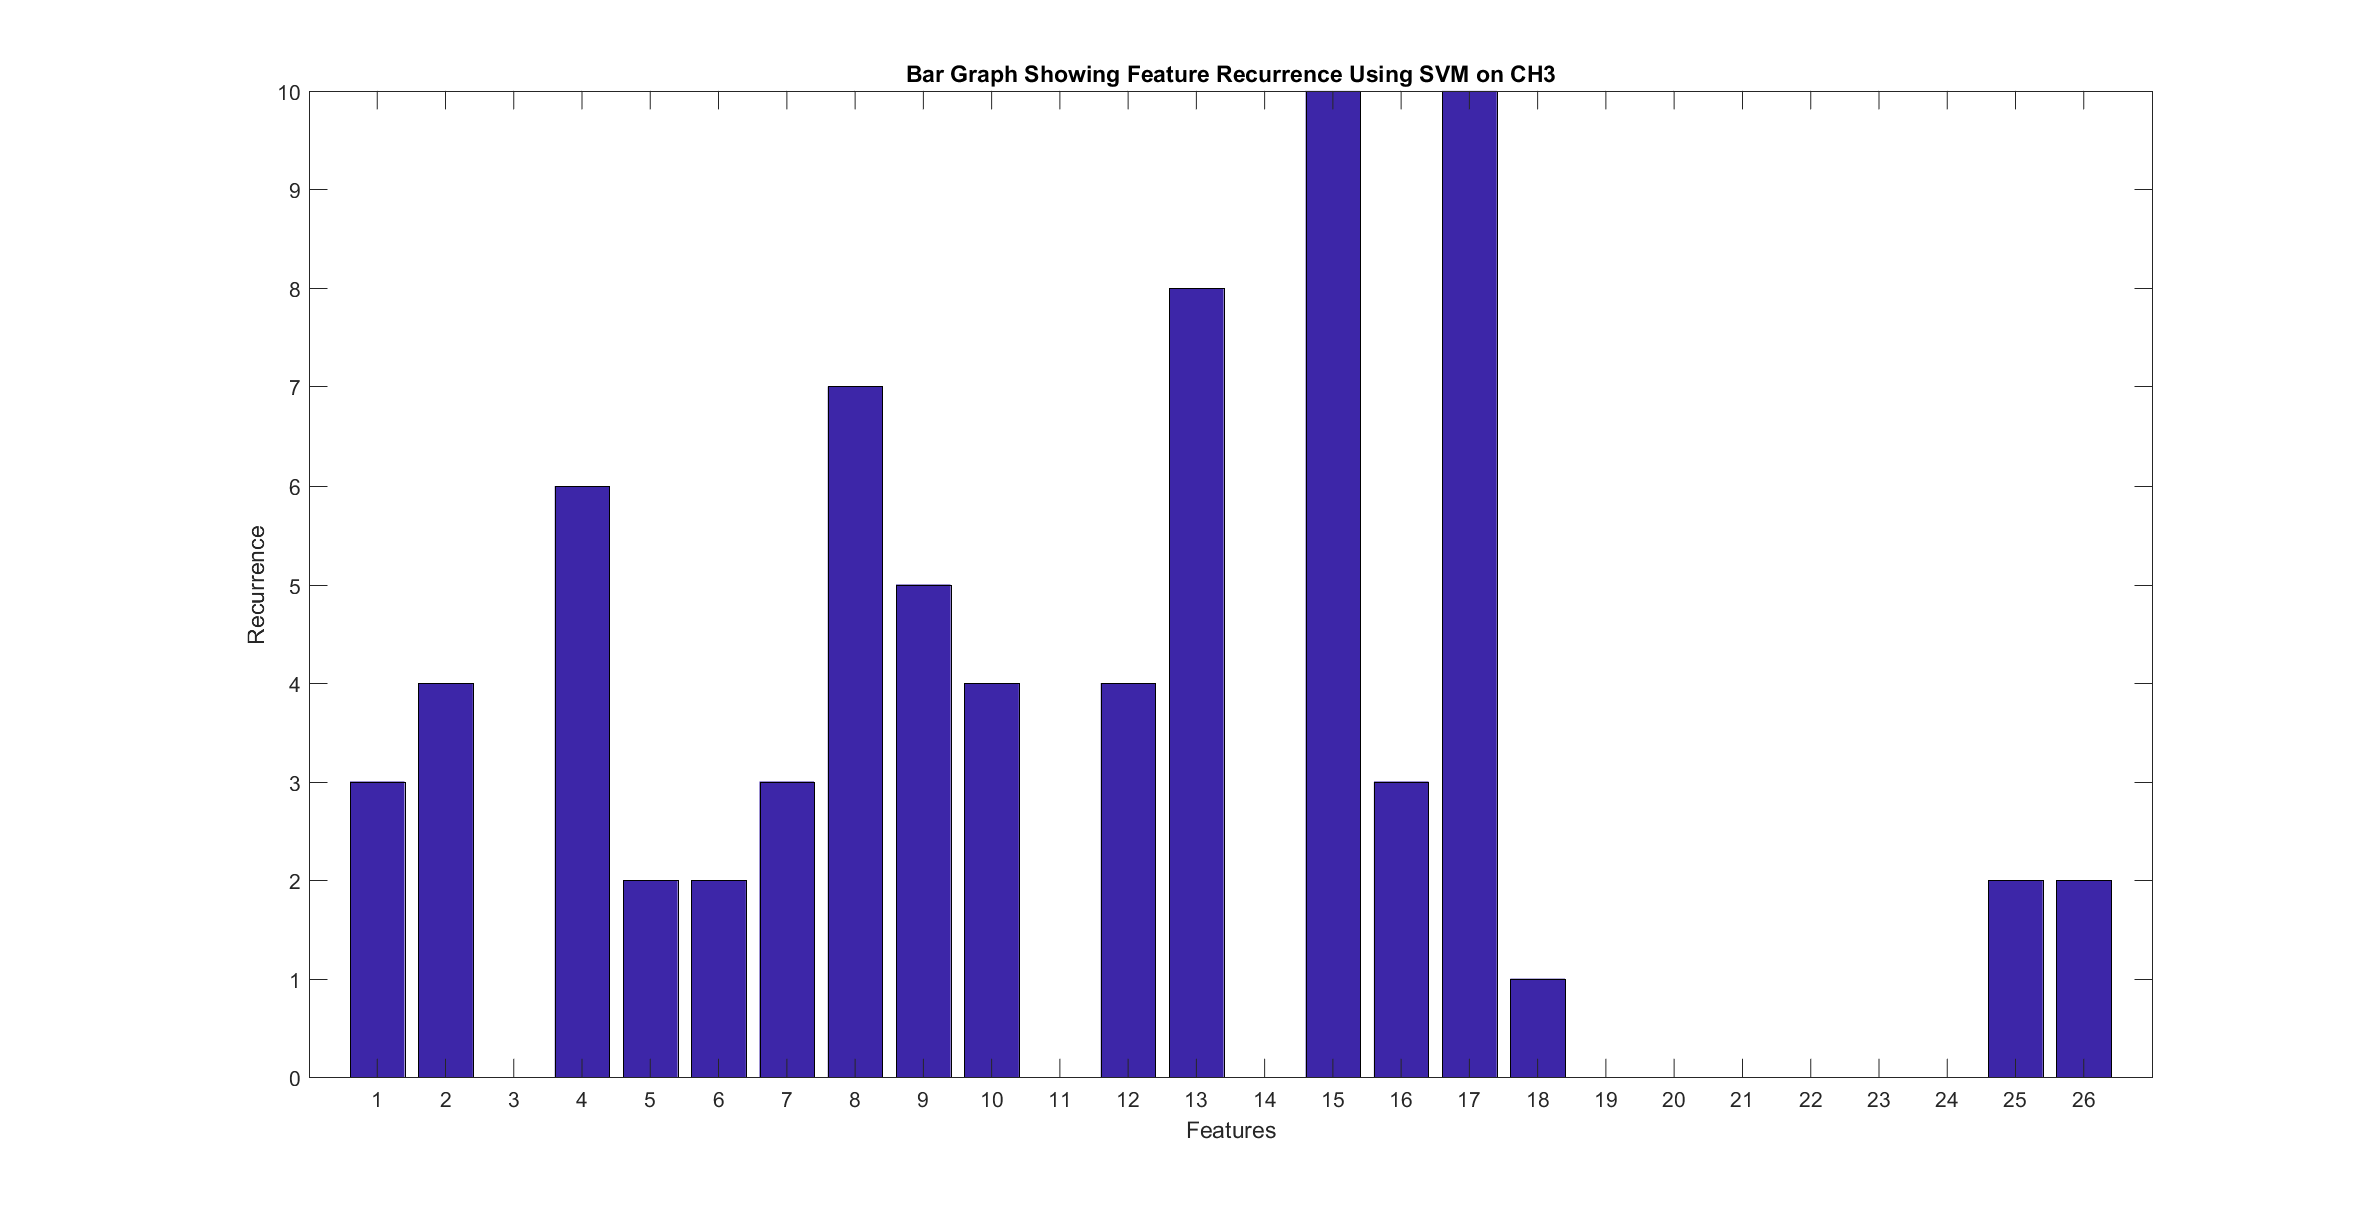 Bar Graph Showing Feature Recurrence Using SVM on CH3
10
9
8
7
6
5
4
3
2
1
0
Recurrence
1 2 3 4 5 6 7 8 9 10 11 12 13 14 15 16 17 18 19 20 21 22 23 24 25 26
Features